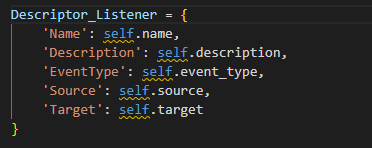 Descriptor_Listener = {
    'Name': self.name,
    'Description': self.description,
    'EventType': self.event_type,
    'Source': self.source,
    'Target': self.target
}